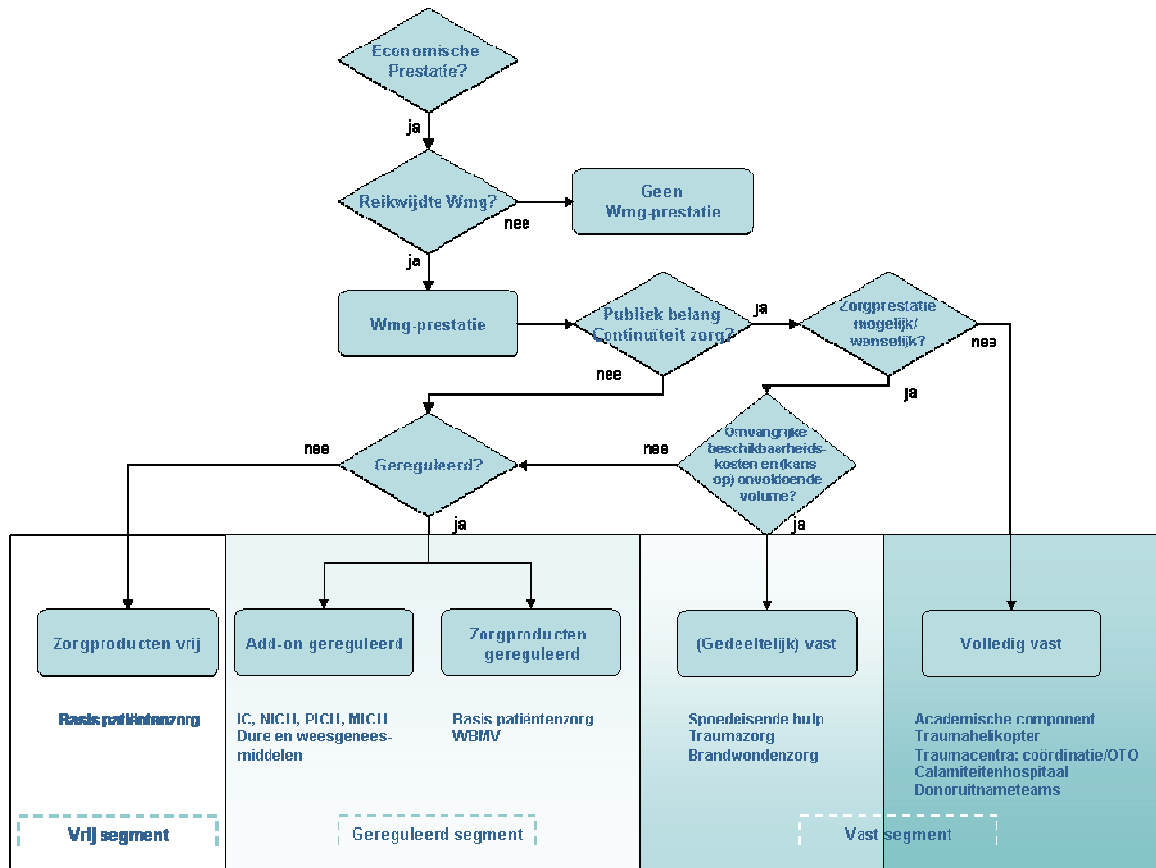 Economische
Prestatie?
ja
Reikwijdte Wmg?
nee
Geen
Wmg-prestatie
ja
Wmg-prestatie
Publiek belang
Continuïteit zorg?
ja
Zorgprestatie
mogelijk/
wenselijk?
nee
nee
ja
nee
Gereguleerd?
nee
Omvangrijke
beschikbaarheids-
kosten en (kans
op) onvoldoende
volume?
ja
ja
Zorgproducten vrij
Add-on gereguleerd
Zorgproducten
gereguleerd
(Gedeeltelijk) vast
Volledig vast
Basis patiëntenzorg
IC, NICU, PICU, MICU
Dure en weesgenees-
middelen
Basis patiëntenzorg
WBMV
Spoedeisende hulp
Traumazorg
Brandwondenzorg
Academische component
Traumahelikopter
Traumacentra: coördinatie/OTO
Calamiteitenhospitaal
Donoruitnameteams
Vrij segment
Gereguleerd segment
Vast segment